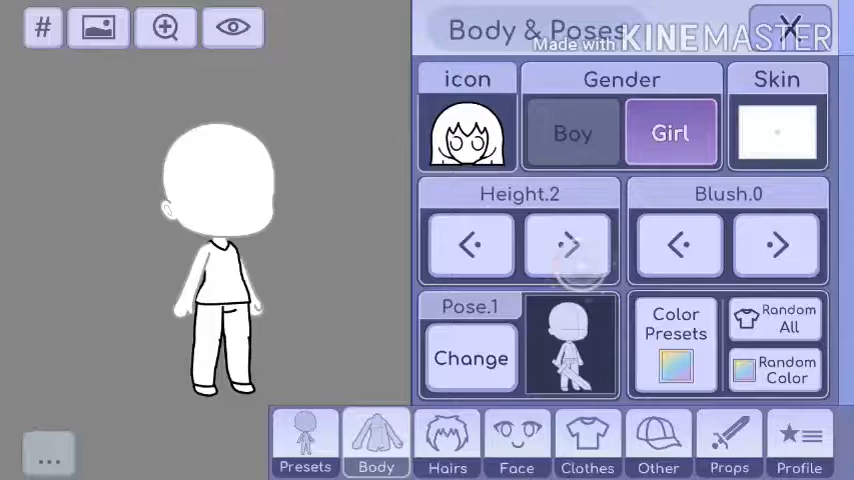 #
Body & Poses
Made with KINEMASTER
icon
Gender
Skin
Boy
Girl
Height.2
Blush.0
Pose.1
Change
Color
Presets
Random
All
Random
Color
...
Presets
Body
Hairs
Face
Clothes
Other
Props
Profile